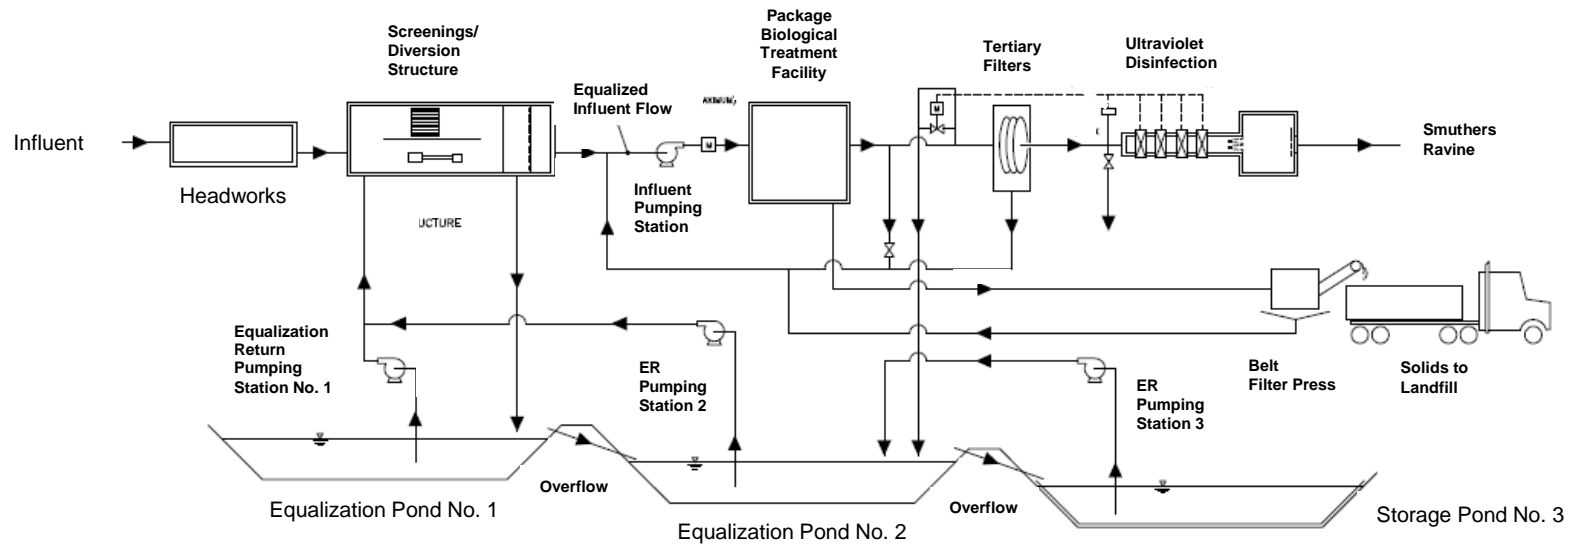 Screenings/
Diversion
Structure
Package
Biological
Treatment
Facility
Tertiary
Filters
Ultraviolet
Disinfection
Equalized
Influent Flow
M
M
Influent
Headworks
Smuthers
Ravine
Influent
Pumping
Station
UCTURE
Equalization
Return
Pumping
Station No. 1
ER
Pumping
Station 2
ER
Pumping
Station 3
Belt
Filter Press
Solids to
Landfill
Overflow
Overflow
Equalization Pond No. 1
Equalization Pond No. 2
Storage Pond No. 3